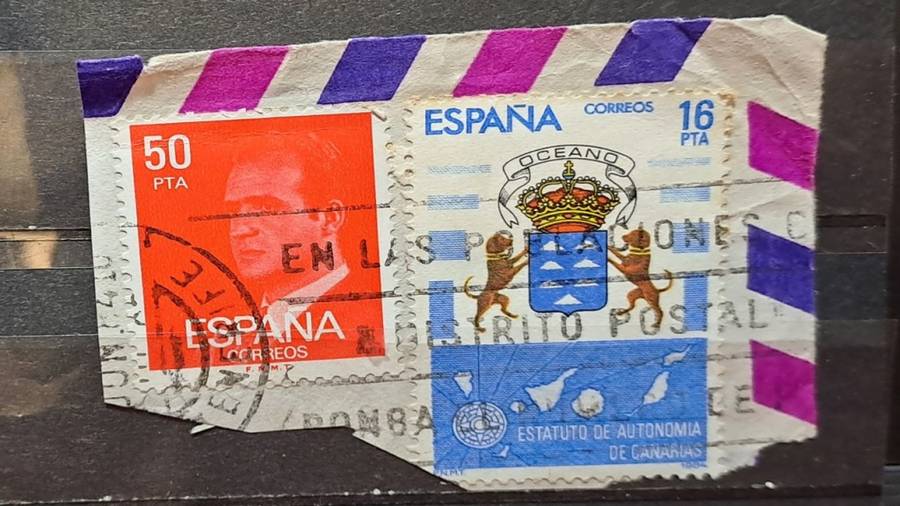 50
PTA
ESPAÑA
CORREOS
F.N.M.T.
ESPAÑA CORREOS 16
PTA
OCEANO
ESTATUTO DE AUTONOMIA
DE CANARIAS
F.N.M.T. 1984
EN LAS POBLACIONES C
DISTRITO POSTAL